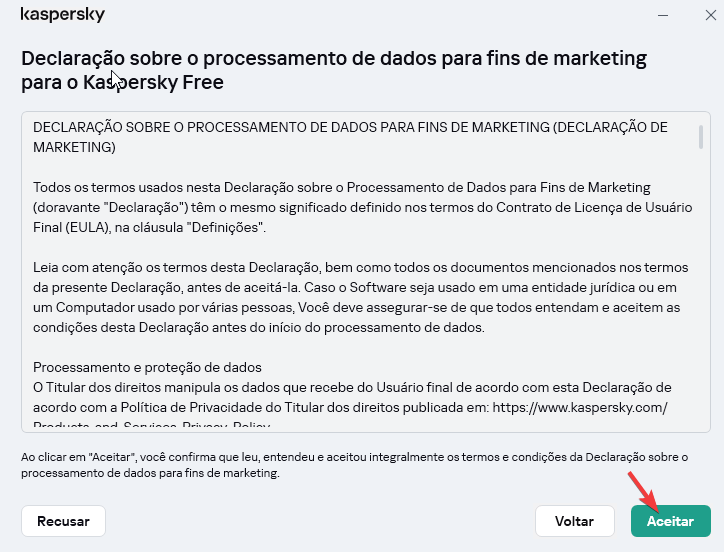 kaspersky
Declaração sobre o processamento de dados para fins de marketing
para o Kaspersky Free
DECLARAÇÃO SOBRE O PROCESSAMENTO DE DADOS PARA FINS DE MARKETING (DECLARAÇÃO DE
MARKETING)
Todos os termos usados nesta Declaração sobre o Processamento de Dados para Fins de Marketing
(doravante "Declaração") têm o mesmo significado definido nos termos do Contrato de Licença de Usuário
Final (EULA), na cláusula "Definições".
Leia com atenção os termos desta Declaração, bem como todos os documentos mencionados nos termos
da presente Declaração, antes de aceitá-la. Caso o Software seja usado em uma entidade jurídica ou em
um Computador usado por várias pessoas, Você deve assegurar-se de que todos entendam e aceitem as
condições desta Declaração antes do início do processamento de dados.
Processamento e proteção de dados
O Titular dos direitos manipula os dados que recebe do Usuário final de acordo com esta Declaração de
acordo com a Política de Privacidade do Titular dos direitos publicada em: https://www.kaspersky.com/
Products-and-Services-Privacy-Policy.
Ao clicar em "Aceitar", você confirma que leu, entendeu e aceitou integralmente os termos e condições da Declaração sobre o
processamento de dados para fins de marketing.
Recusar
Voltar
Aceitar